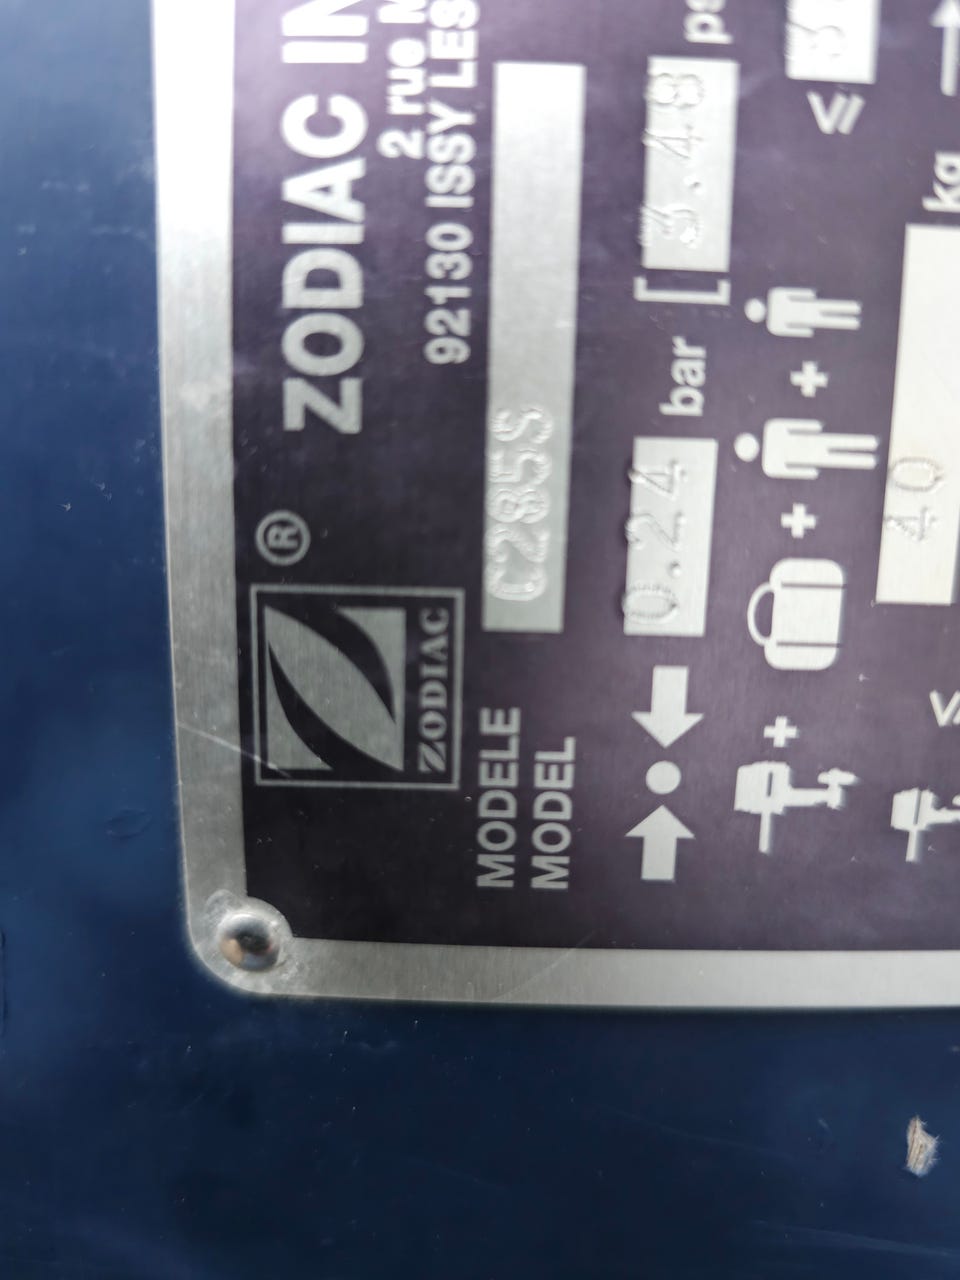 ZODIAC
®
ZODIAC IN
2 rue M
92130 ISSY LES
MODELE
MODEL
C285S
0.24 bar [ 3.48 ps
+ + +
≤
≤ 40 kg